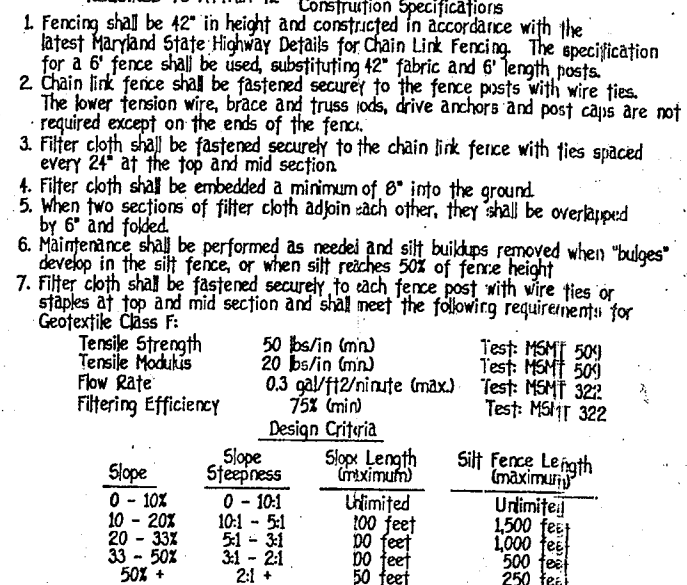 Construction Specifications
1. Fencing shall be 42" in height and constructed in accordance with the
latest Maryland State Highway Details for Chain Link Fencing. The specification
for a 6' fence shall be used, substituting 42" fabric and 6' length posts.
2. Chain link fence shall be fastened securely to the fence posts with wire ties.
The lower tension wire, brace and truss rods, drive anchors and post caps are not
required except on the ends of the fence.
3. Filter cloth shall be fastened securely to the chain link fence with ties spaced
every 24" at the top and mid section.
4. Filter cloth shall be embedded a minimum of 8" into the ground.
5. When two sections of filter cloth adjoin each other, they shall be overlapped
by 6" and folded.
6. Maintenance shall be performed as needed and silt buildups removed when "bulges"
develop in the silt fence, or when silt reaches 50% of fence height
7. Filter cloth shall be fastened securely to each fence post with wire ties or
staples at top and mid section and shall meet the following requirements for
Geotextile Class F:
Tensile Strength 50 lbs/in (min) Test: MSMT 509
Tensile Modulus 20 lbs/in (min) Test: MSMT 509
Flow Rate 0.3 gal/ft2/minute (max.) Test: MSMT 322
Filtering Efficiency 75% (min) Test: MSMT 322
Design Criteria
Slope Slope Steepness Slope Length (maximum) Silt Fence Length (maximum)
0 - 10% 0 - 10:1 Unlimited Unlimited
10 - 20% 10:1 - 5:1 feet 1,500 feet
20 - 33% 5:1 - 3:1 feet 1,000 feet
33 - 50% 3:1 - 2:1 feet 500 feet
50% + 2:1 + 50 feet 250 feet